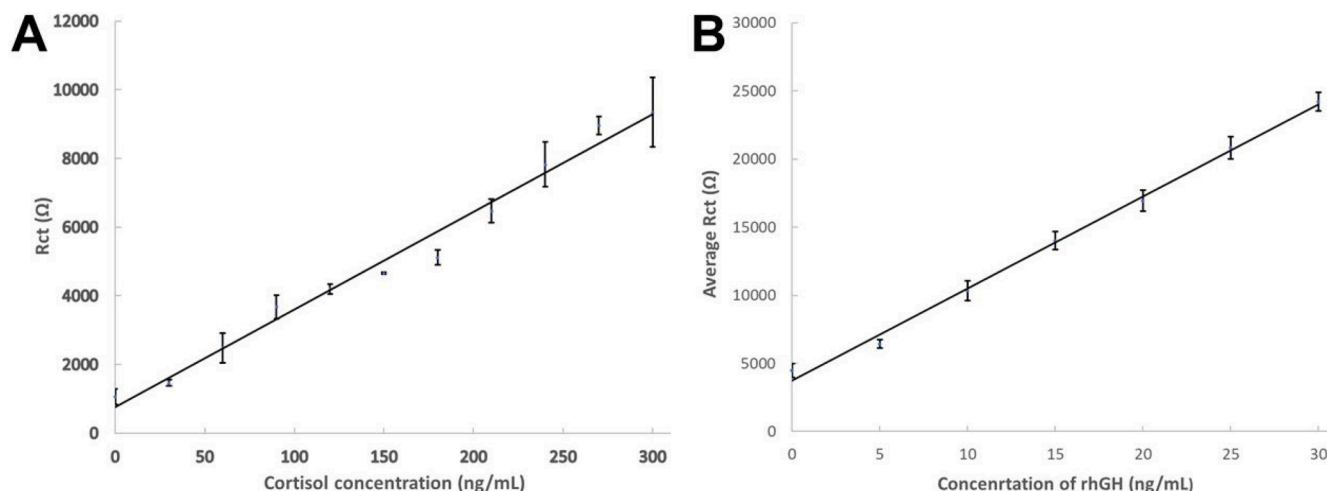 A
12000
10000
8000
6000
4000
2000
0
Rct (Ω)
0 50 100 150 200 250 300
Cortisol concentration (ng/mL)
B
30000
25000
20000
15000
10000
5000
0
Average Rct (Ω)
0 5 10 15 20 25 30
Concenrtation of rhGH (ng/mL)